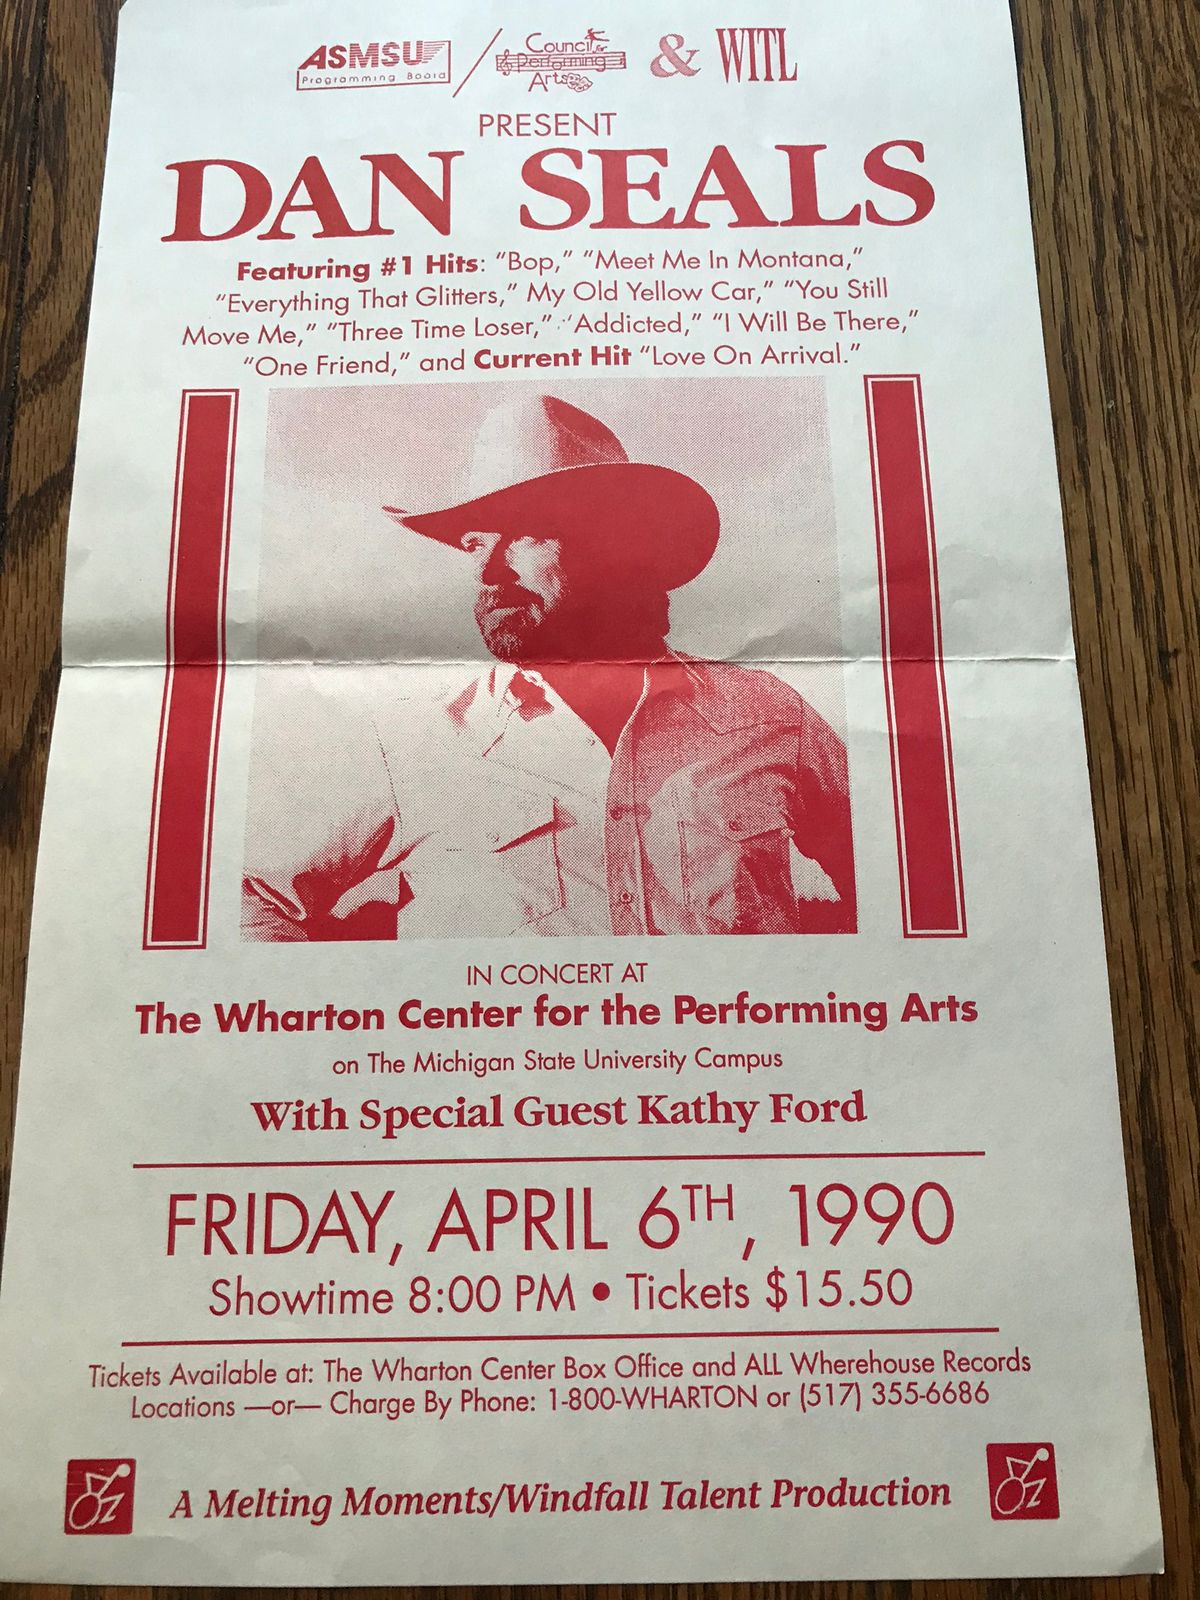 ASMSU
Programming Board
Council for
Performing
Arts
& WITL
PRESENT
DAN SEALS
Featuring #1 Hits: “Bop,” “Meet Me In Montana,”
“Everything That Glitters,” My Old Yellow Car,” “You Still
Move Me,” “Three Time Loser,” “Addicted,” “I Will Be There,”
“One Friend,” and Current Hit “Love On Arrival.”
IN CONCERT AT
The Wharton Center for the Performing Arts
on The Michigan State University Campus
With Special Guest Kathy Ford
FRIDAY, APRIL 6TH, 1990
Showtime 8:00 PM • Tickets $15.50
Tickets Available at: The Wharton Center Box Office and ALL Wherehouse Records
Locations —or— Charge By Phone: 1-800-WHARTON or (517) 355-6686
A Melting Moments/Windfall Talent Production